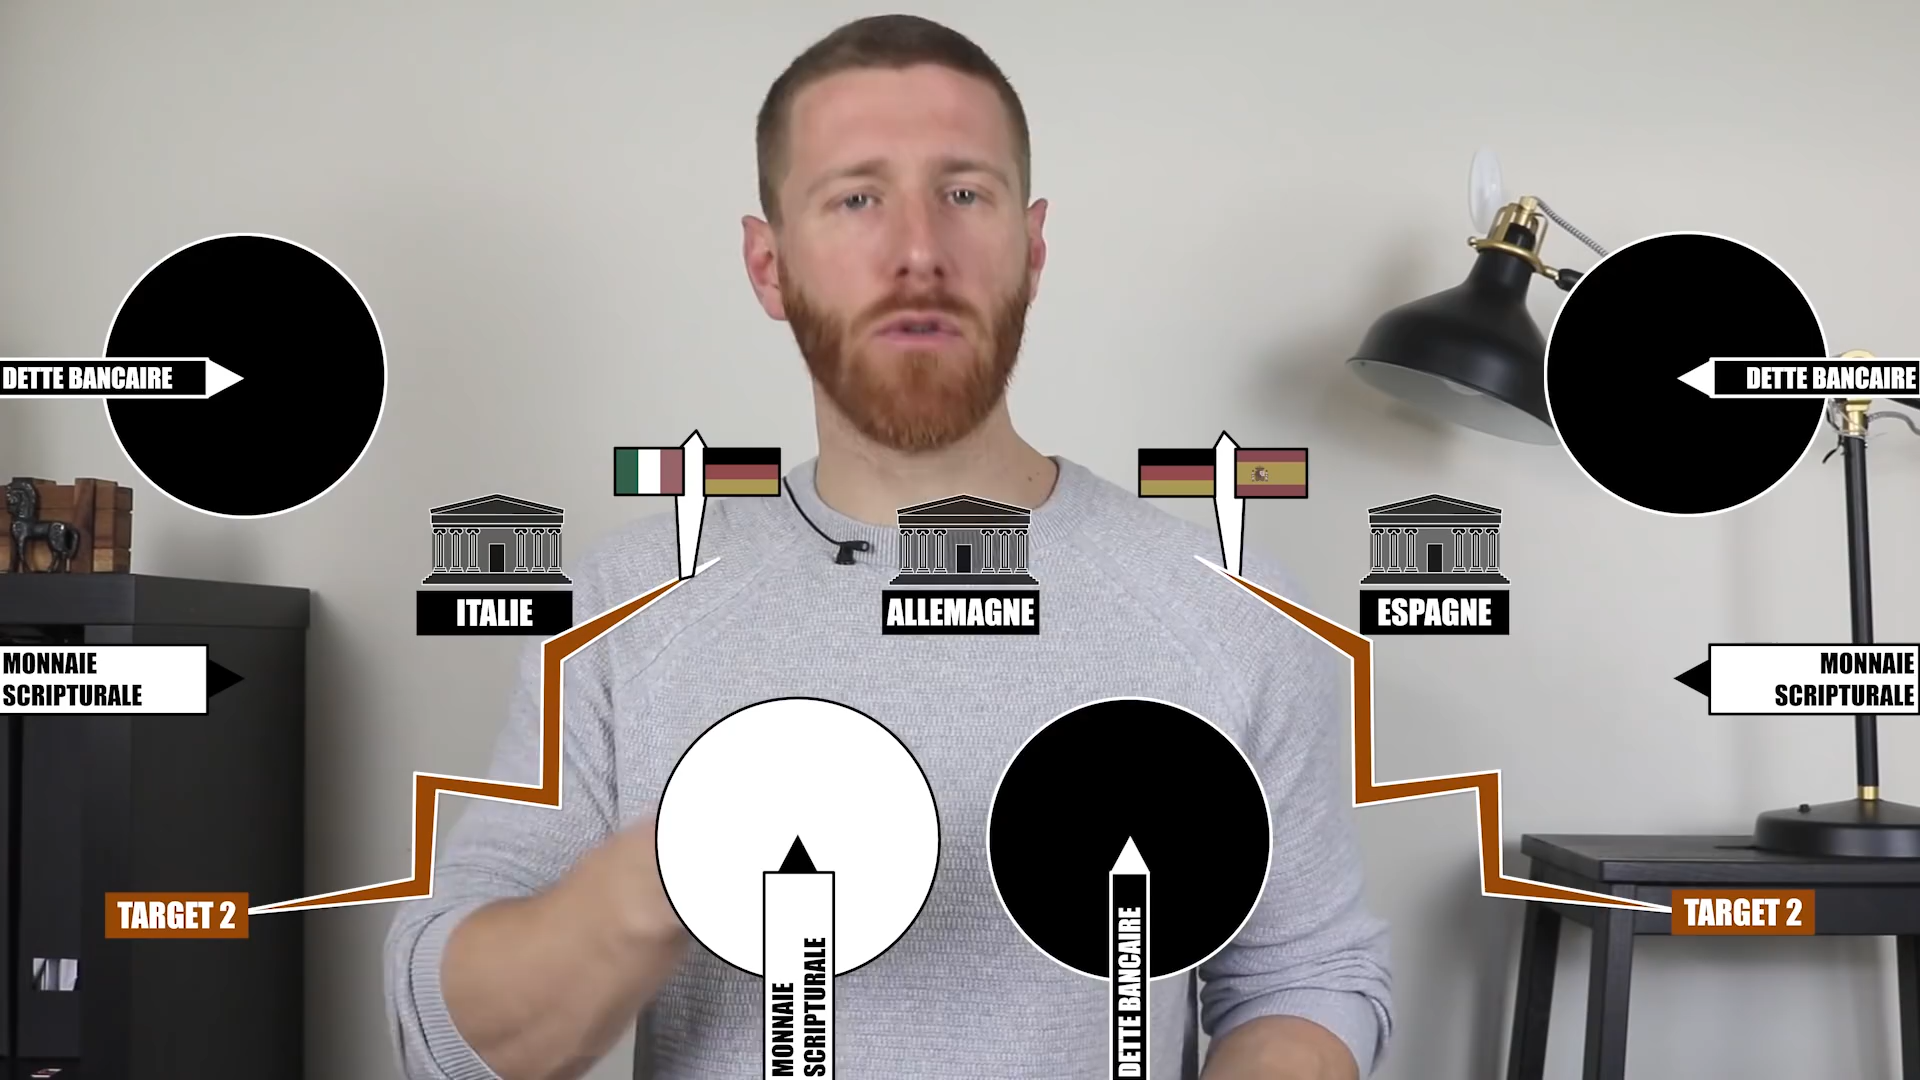 DETTE BANCAIRE
DETTE BANCAIRE
ITALIE
ALLEMAGNE
ESPAGNE
MONNAIE
SCRIPTURALE
MONNAIE
SCRIPTURALE
TARGET 2
TARGET 2
MONNAIE
SCRIPTURALE
DETTE BANCAIRE